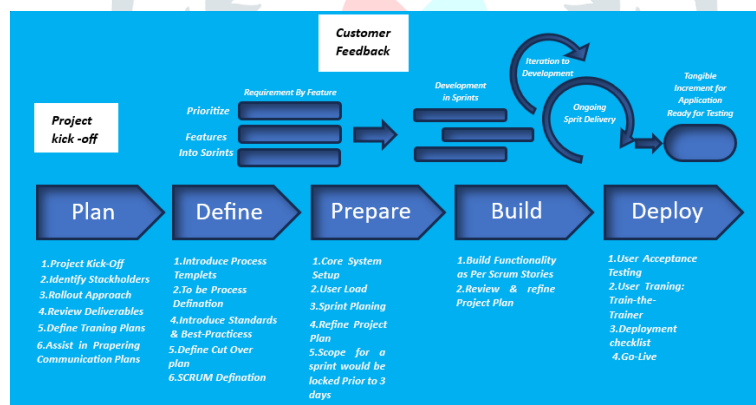 Customer
Feedback
Project
kick -off
Requirement By Feature
Prioritize
Features
Into Sprints
Development
in Sprints
Iteration to
Development
Ongoing
Sprit Delivery
Tangible
Increment for
Application
Ready for Testing
Plan
Define
Prepare
Build
Deploy
1.Project Kick-Off
2.Identify Stackholders
3.Rollout Approach
4.Review Deliverables
5.Define Traning Plans
6.Assist in Prapering
Communication Plans
1.Introduce Process
Templets
2.To be Process
Defination
4.Introduce Standards
& Best-Practicess
5.Define Cut Over
plan
6.SCRUM Defination
1.Core System
Setup
2.User Load
3.Sprint Planing
4.Refine Project
Plan
5.Scope for a
sprint would be
locked Prior to 3
days
1.Build Functionality
as Per Scrum Stories
2.Review & refine
Project Plan
1.User Acceptance
Testing
2.User Traning:
Train-the-
Trainer
3.Deployment
checklist
4.Go-Live